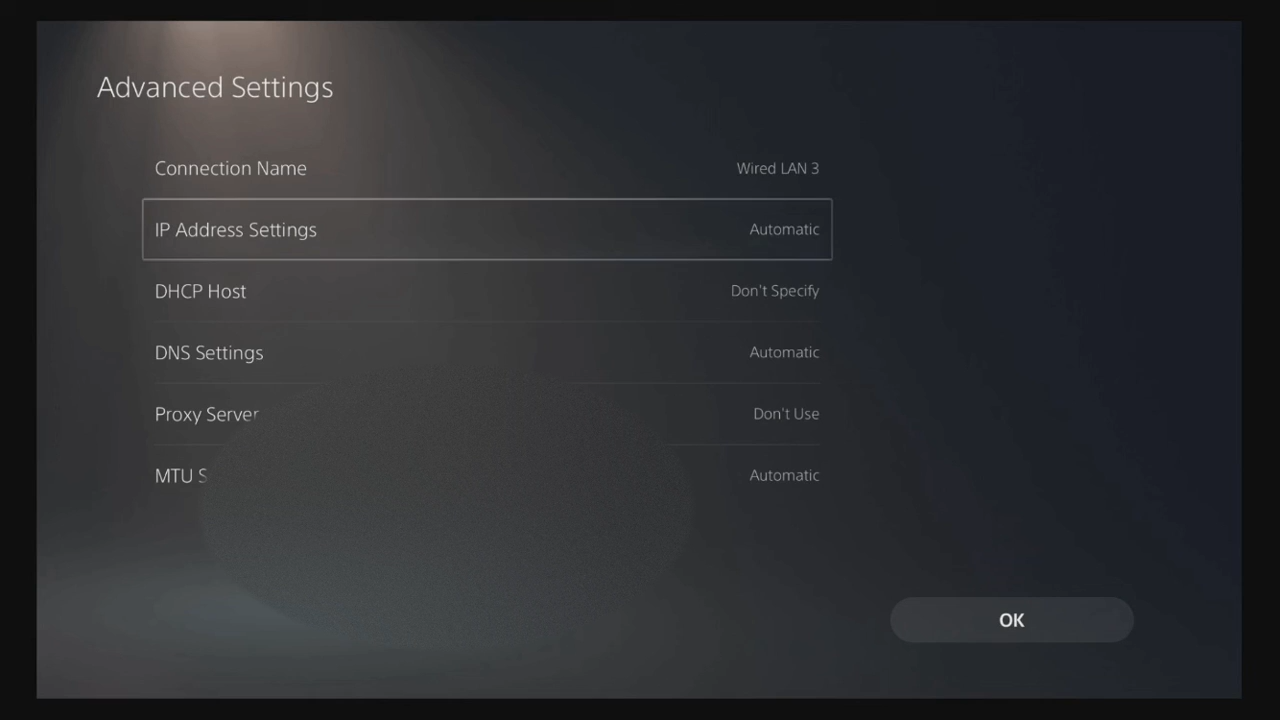 Advanced Settings
Connection Name Wired LAN 3
IP Address Settings Automatic
DHCP Host Don't Specify
DNS Settings Automatic
Proxy Server Don't Use
MTU Automatic
OK